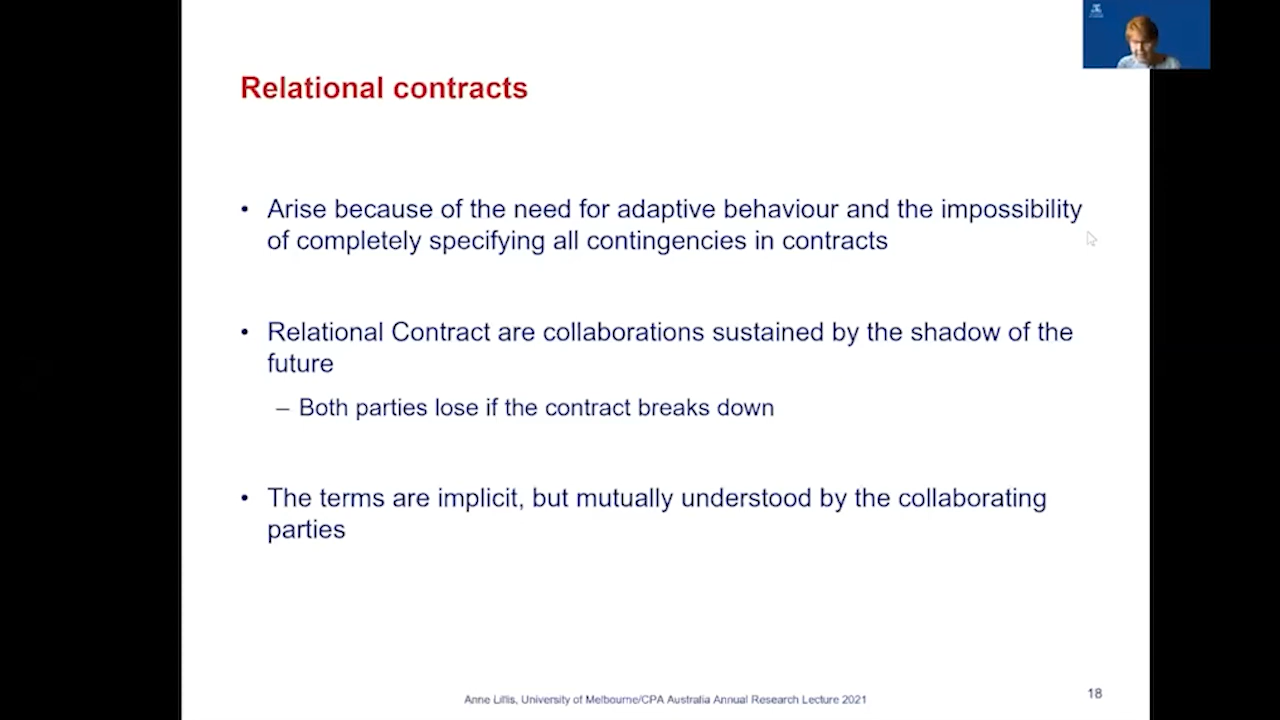 Relational contracts
• Arise because of the need for adaptive behaviour and the impossibility
of completely specifying all contingencies in contracts
• Relational Contract are collaborations sustained by the shadow of the
future
– Both parties lose if the contract breaks down
• The terms are implicit, but mutually understood by the collaborating
parties
Anne Lillis, University of Melbourne/CPA Australia Annual Research Lecture 2021
18